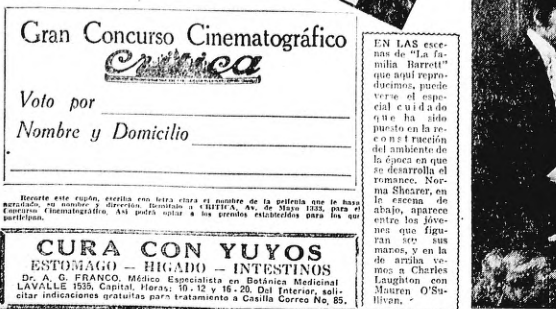 Gran Concurso Cinematográfico
Crítica
Voto por
Nombre y Domicilio
Recorte este cupón, escriba con letra clara el nombre de la película que le haya
agradado, su nombre y dirección. Remítalo a CRITICA, Av. de Mayo 1333, para el
Concurso Cinematográfico. Así podrá optar a los premios establecidos para los que
participan.
CURA CON YUYOS
ESTOMAGO — HIGADO — INTESTINOS
Dr. A. G. FRANCO, Médico Especialista en Botánica Medicinal
LAVALLE 1535, Capital. Horas: 10 - 12 y 16 - 20. Del Interior, soli-
citar indicaciones gratuitas para tratamiento a Casilla Correo No. 85.
EN LAS esce-
nas de "La fa-
milia Barrett"
que aquí repro-
ducimos, puede
verse el espe-
cial cuidado
que ha sido
puesto en la re-
construcción
del ambiente de
la época en que
se desarrolla el
romance. Nor-
ma Shearer, en
la escena de
abajo, aparece
entre los jóve-
nes que figu-
ran ser sus
manos, y en la
de arriba ve-
mos a Charles
Laughton con
Mauren O'Su-
llivan.